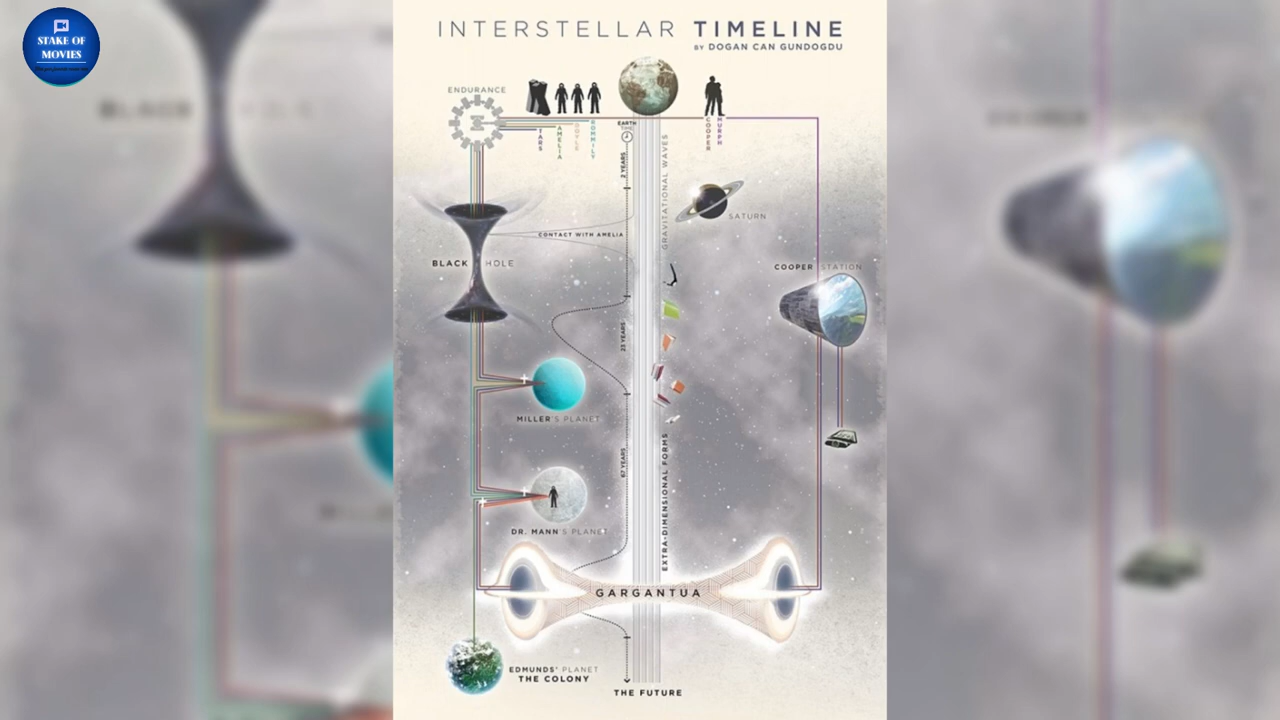 STAKE OF
MOVIES
INTERSTELLAR TIMELINE
BY DOGAN CAN GUNDOGDU
ENDURANCE
TARS
AMELIA
DOYLE
ROMMILY
EARTH
TIME
COOPER
MURPH
2 YEARS
GRAVITATIONAL WAVES
SATURN
CONTACT WITH AMELIA
BLACK HOLE
COOPER STATION
23 YEARS
MILLER'S PLANET
67 YEARS
EXTRA-DIMENSIONAL FORMS
DR. MANN'S PLANET
GARGANTUA
EDMUNDS' PLANET
THE COLONY
THE FUTURE